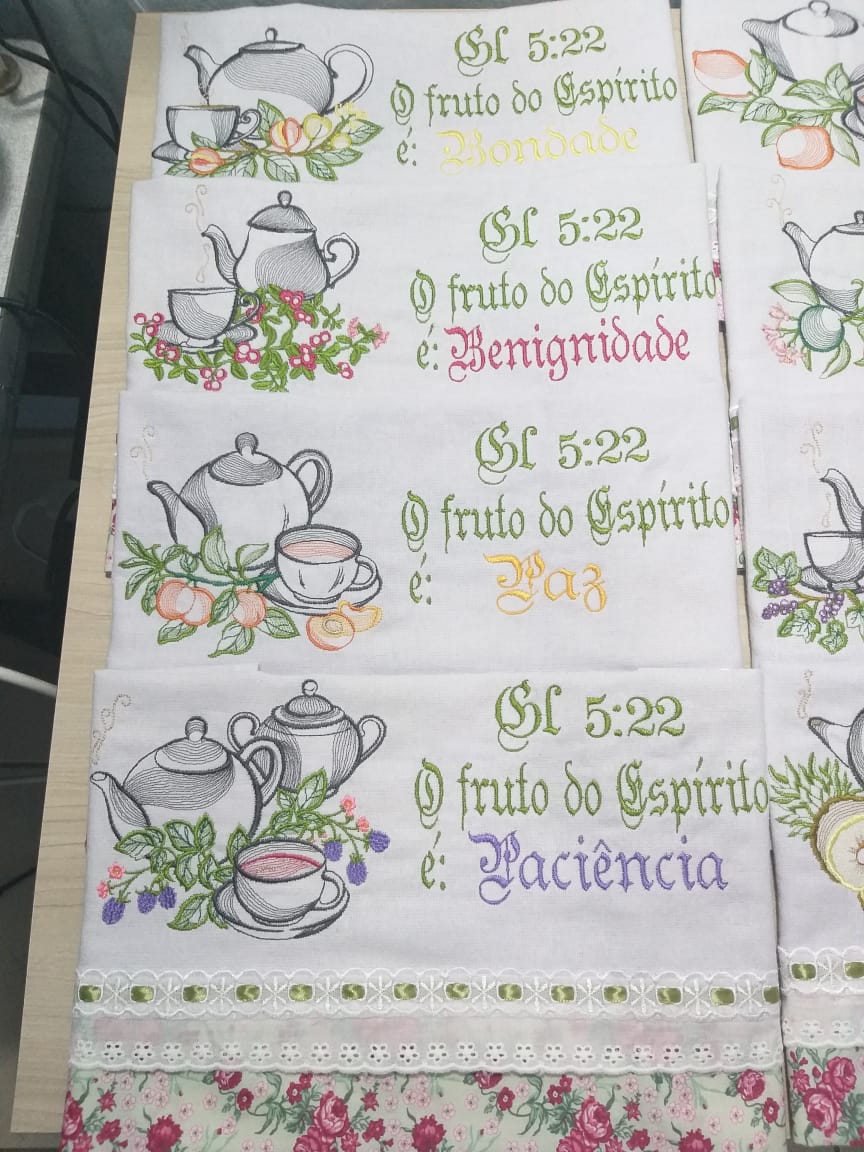 Gl 5:22
O fruto do Espírito
é: Bondade
Gl 5:22
O fruto do Espírito
é: Benignidade
Gl 5:22
O fruto do Espírito
é: Paz
Gl 5:22
O fruto do Espírito
é: Paciência